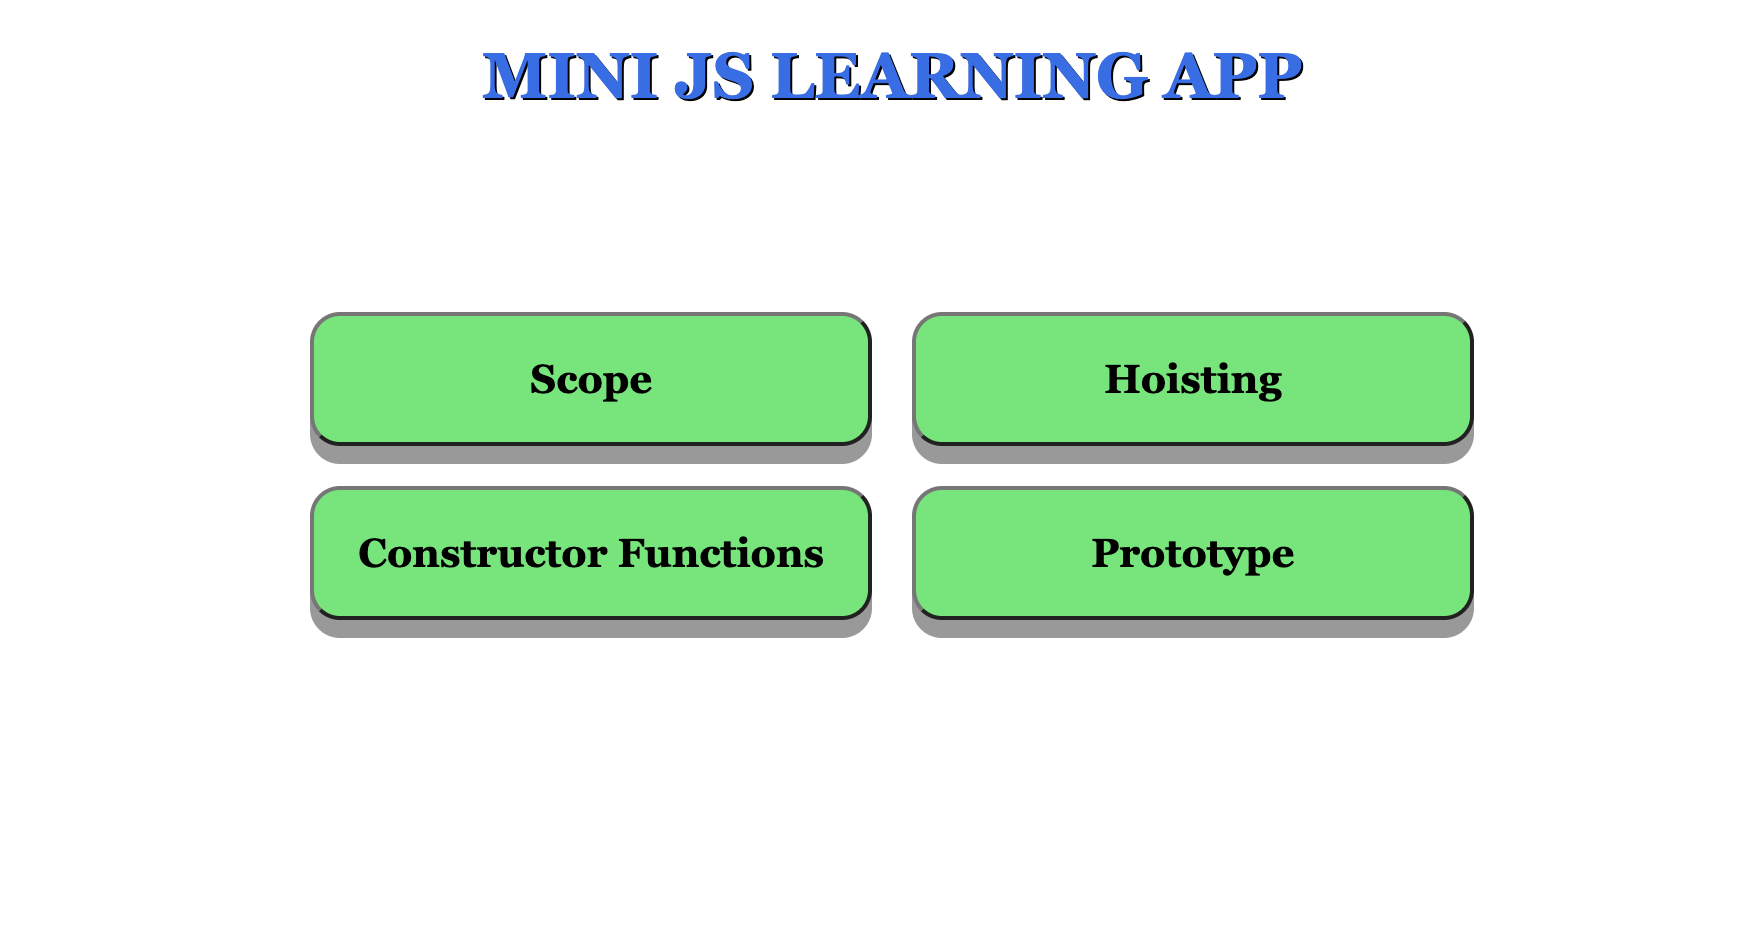 MINI JS LEARNING APP
Scope
Hoisting
Constructor Functions
Prototype